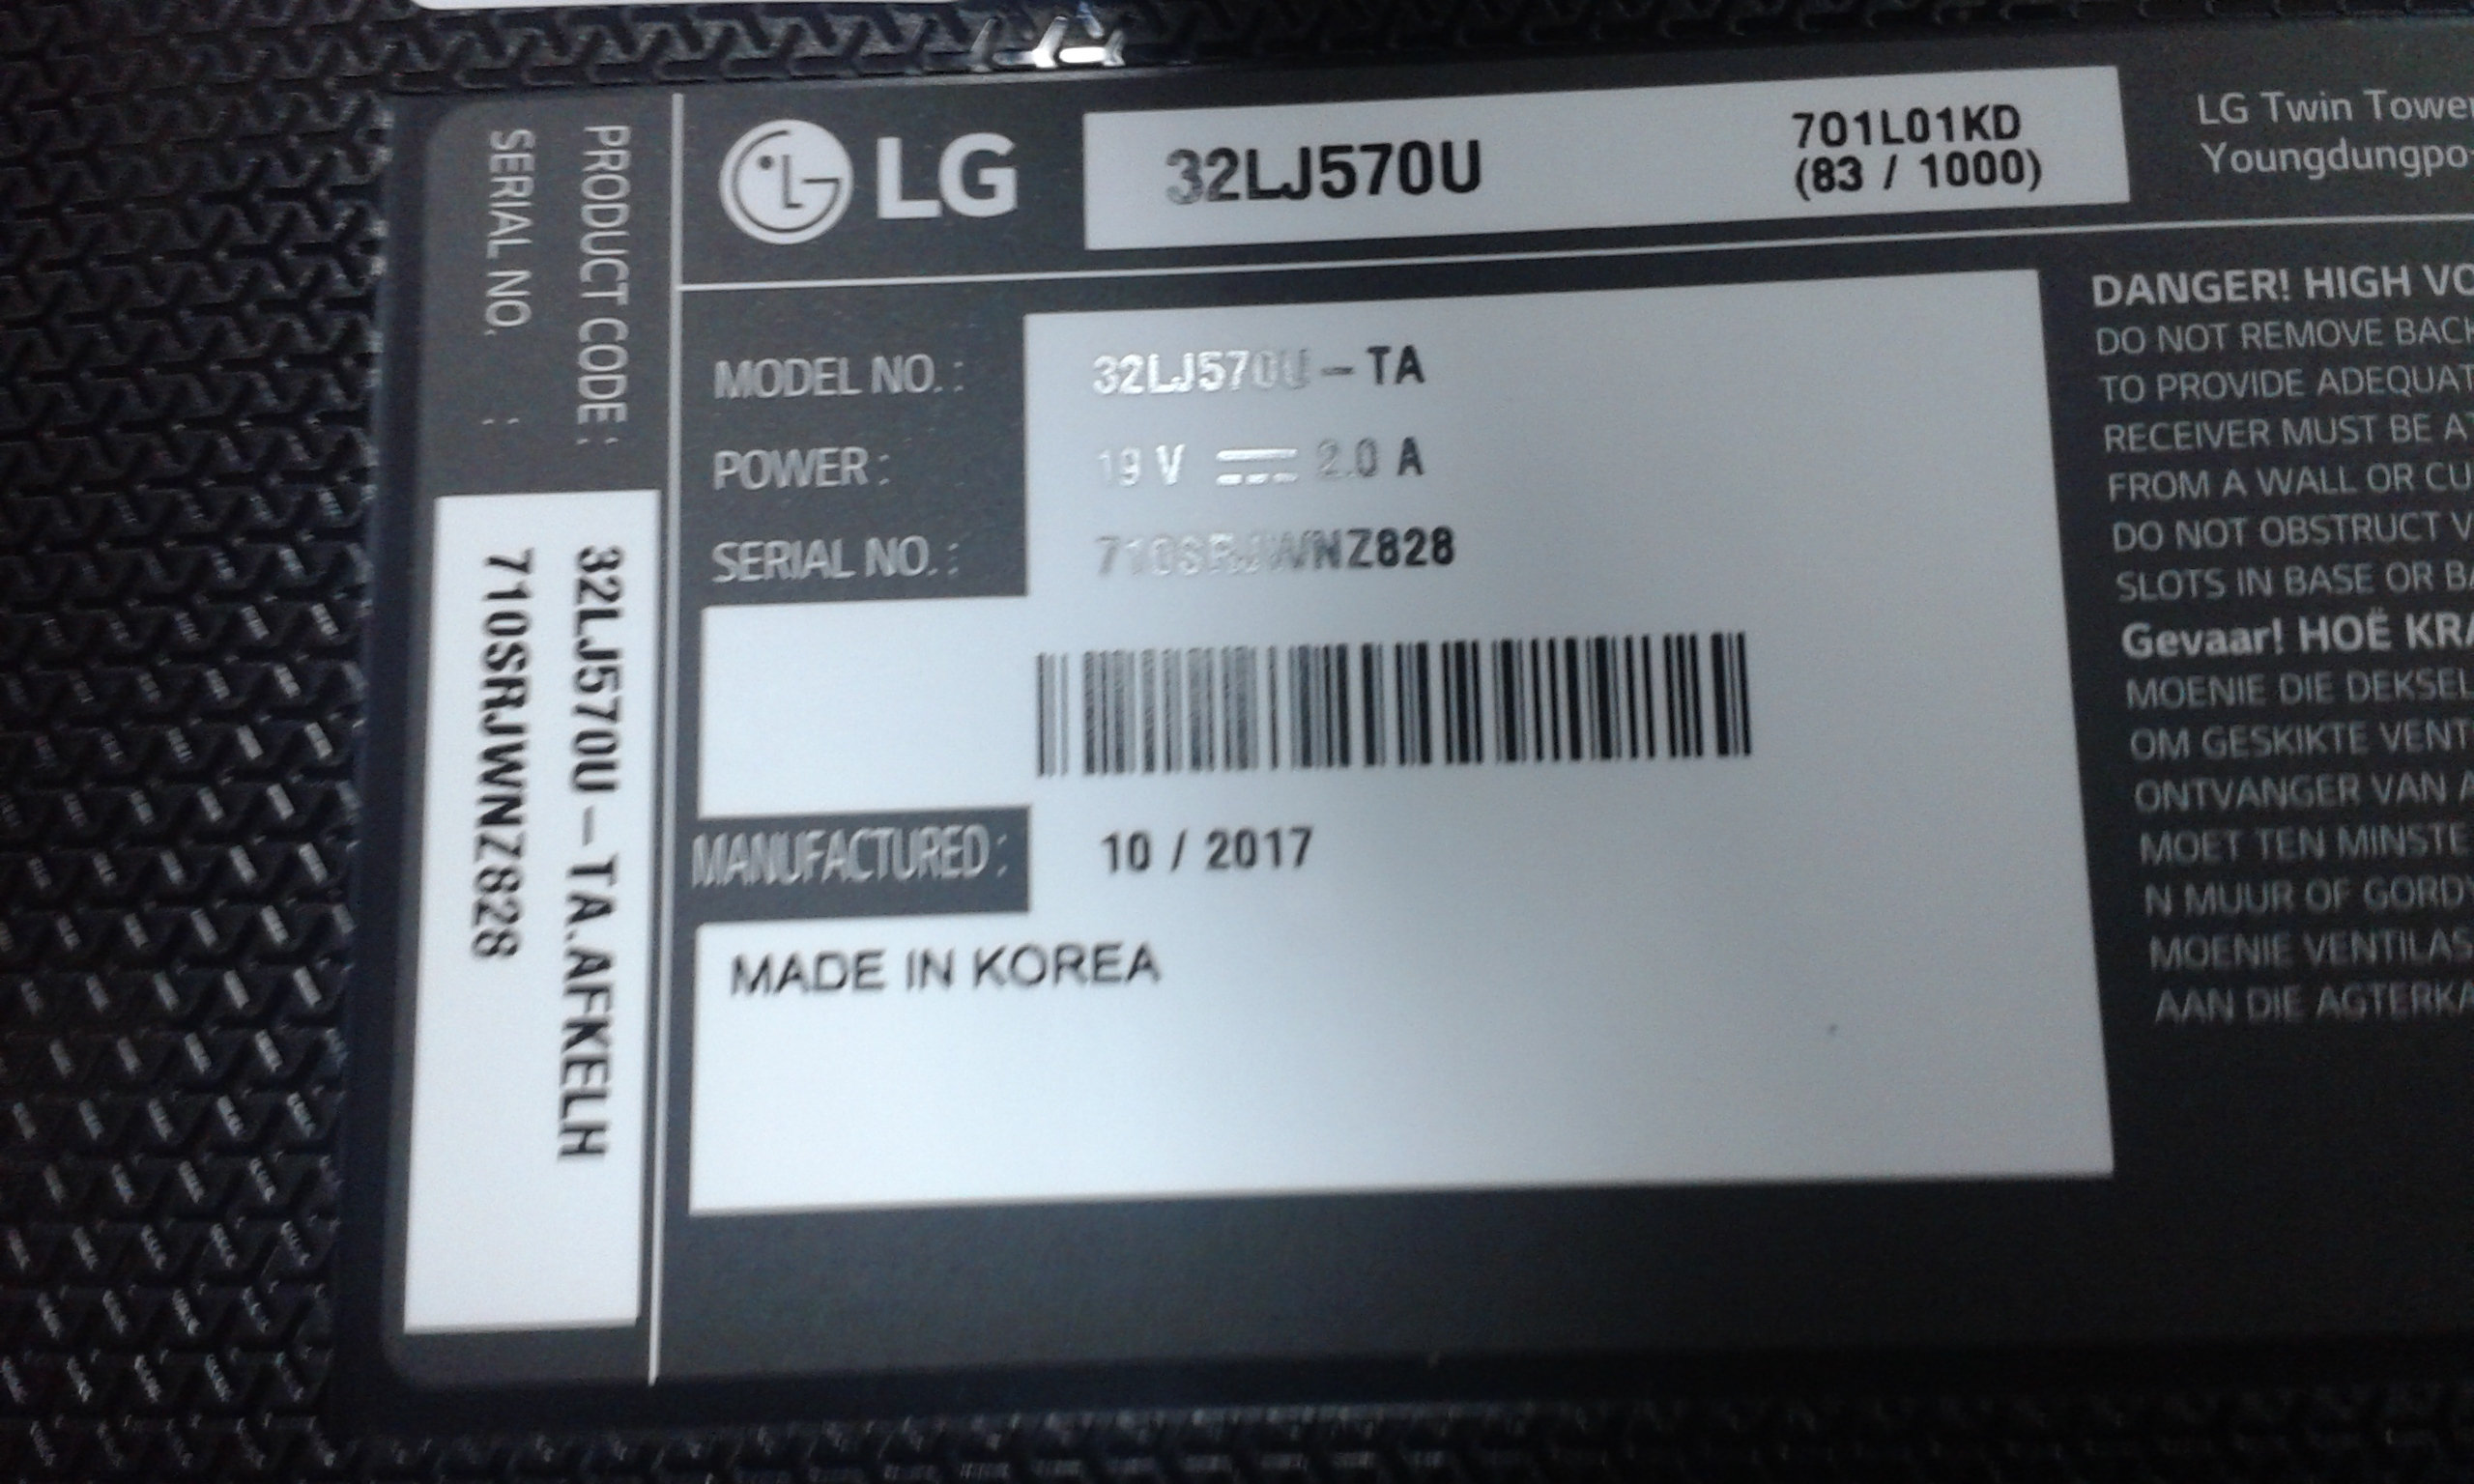 LG
32LJ570U
701L01KD
(83 / 1000)
LG Twin
PRODUCT CODE : 32LJ570U-TA.AFKELH
SERIAL NO. : 710SRJWNZ828
MODEL NO. : 32LJ570U-TA
POWER : 19 V ⎓ 2.0 A
SERIAL NO. : 710SRJWNZ828
MANUFACTURED : 10 / 2017
MADE IN KOREA
DANGER! HIGH
DO NOT REMOVE
TO PROVIDE
RECEIVER MUST BE
FROM A WALL OR
DO NOT OBSTRUCT
SLOTS IN BASE OR
Gevaar! HOË
MOENIE DIE
OM GESKIKTE
ONTVANGER VAN
MOET TEN MINSTE
N MUUR OF
MOENIE
AAN DIE